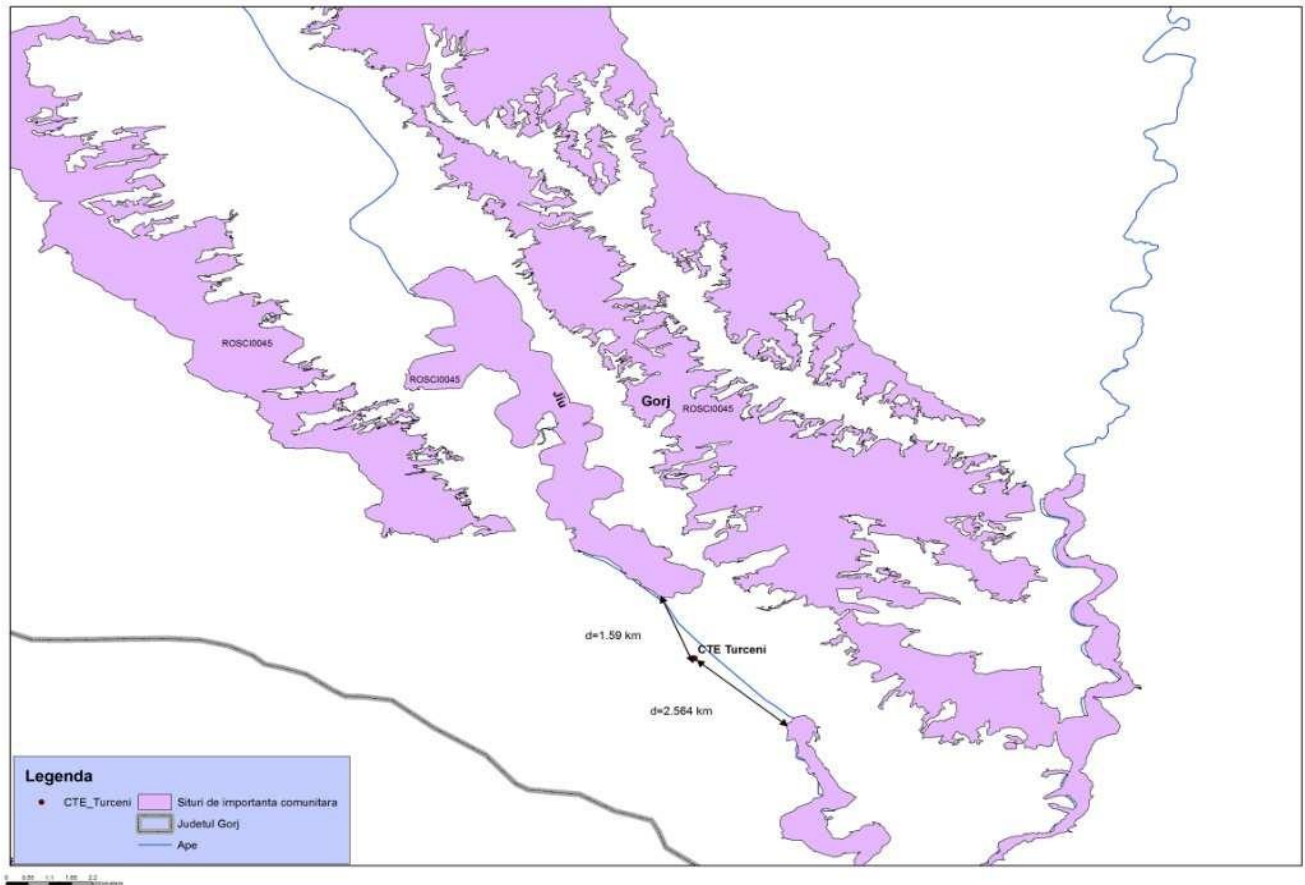 ROSCI0045
ROSCI0045
Jiu
Gorj
ROSCI0045
d=1.59 km
CTE Turceni
d=2.564 km
Legenda
CTE_Turceni
Situri de importanta comunitara
Judetul Gorj
Ape